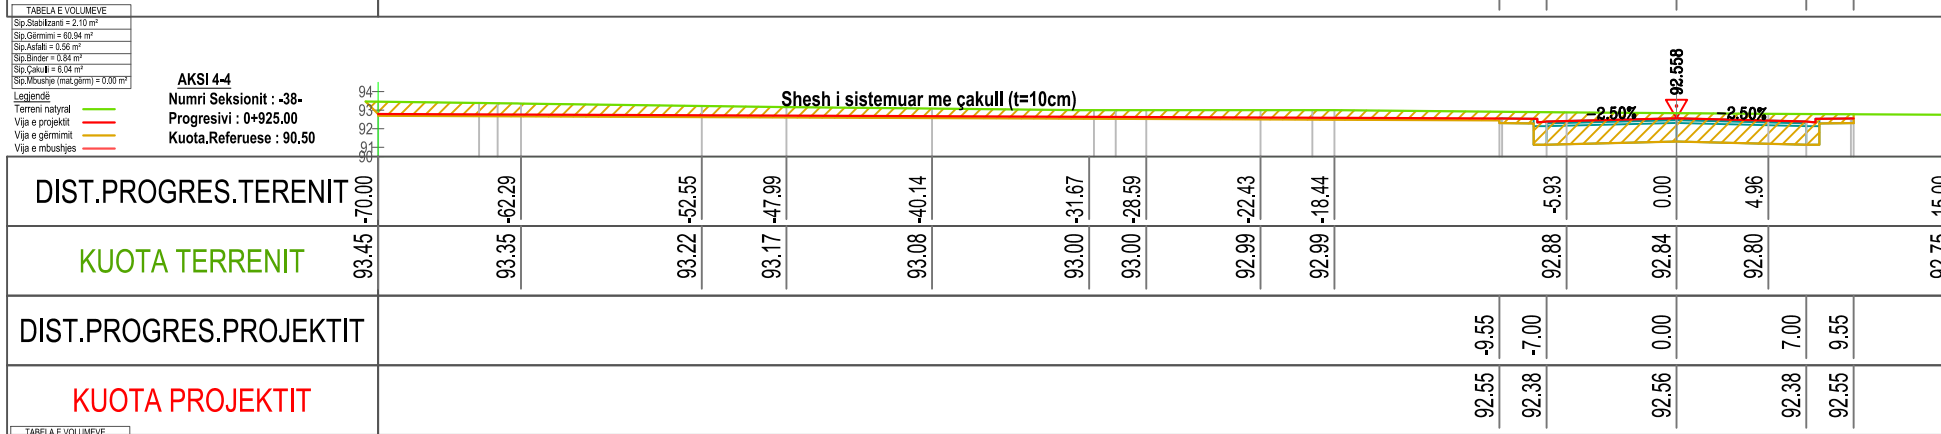 TABELA E VOLUMEVE
Sip.Stabilizanti = 2.10 m²
Sip.Gërmimi = 60.94 m²
Sip.Asfalti = 0.56 m²
Sip.Binder = 0.84 m²
Sip.Çakulli = 6.04 m²
Sip.Mbushje (mat.gërm) = 0.00 m²
Legjendë
Terreni natyral
Vija e projektit
Vija e gërmimit
Vija e mbushjes
AKSI 4-4
Numri Seksionit : -38-
Progresivi : 0+925.00
Kuota.Referuese : 90,50
94
93
92
91
90
Shesh i sistuemuar me çakull (t=10cm)
-2.50%
92.558
-2.50%
DIST.PROGRES.TERENIT
-70.00 -62.29 -52.55 -47.99 -40.14 -31.67 -28.59 -22.43 -18.44 -5.93 0.00 4.96 15.00
KUOTA TERRENIT
93.45 93.35 93.22 93.17 93.08 93.00 93.00 92.99 92.99 92.88 92.84 92.80 92.75
DIST.PROGRES.PROJEKTIT
-9.55 -7.00 0.00 7.00 9.55
KUOTA PROJEKTIT
92.55 92.38 92.56 92.38 92.55
TABELA E VOLUMEVE